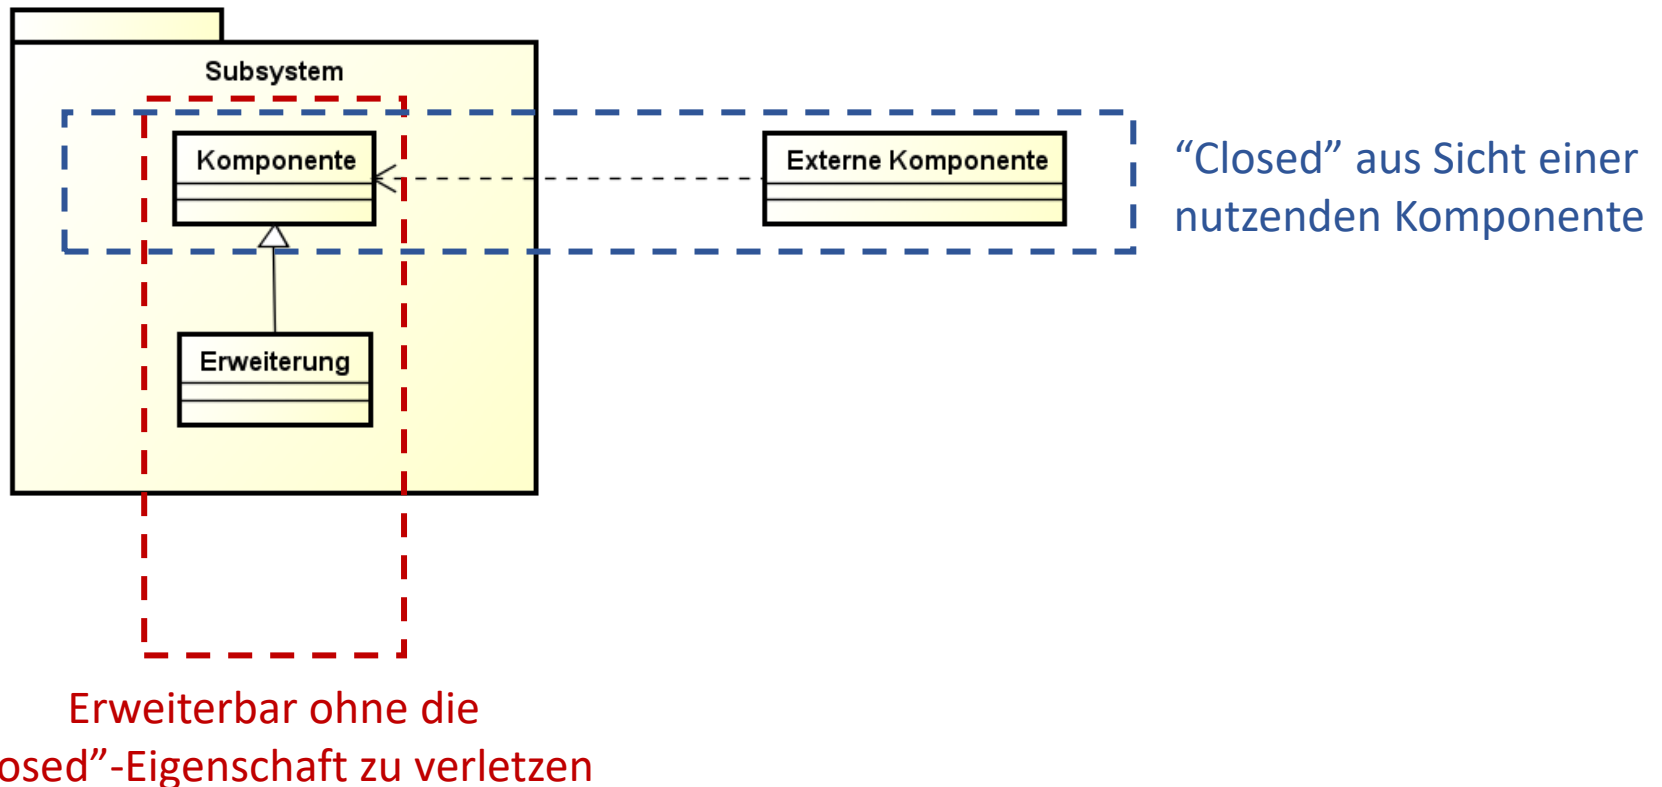 Subsystem
Komponente
Externe Komponente
“Closed” aus Sicht einer
nutzenden Komponente
Erweiterung
Erweiterbar ohne die
osed”-Eigenschaft zu verletzen